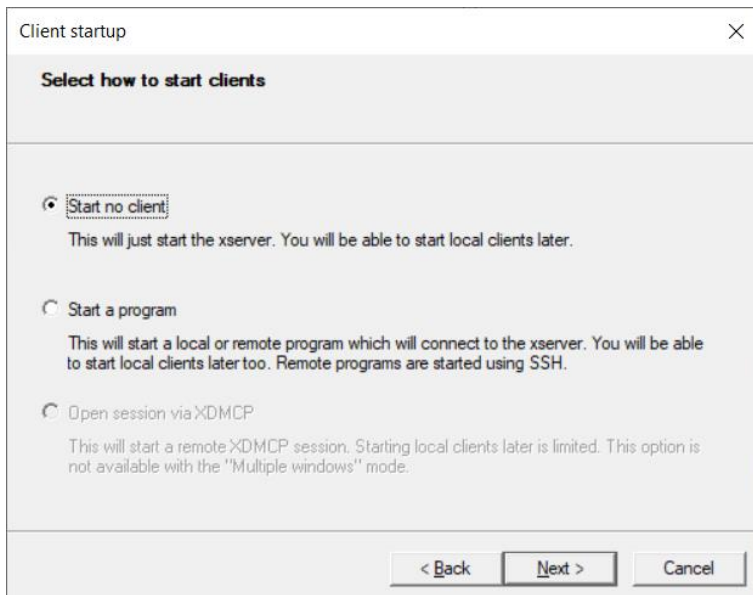 Client startup
Select how to start clients
Start no client
This will just start the xserver. You will be able to start local clients later.
Start a program
This will start a local or remote program which will connect to the xserver. You will be able
to start local clients later too. Remote programs are started using SSH.
Open session via XDMCP
This will start a remote XDMCP session. Starting local clients later is limited. This option is
not available with the "Multiple windows" mode.
< Back Next > Cancel